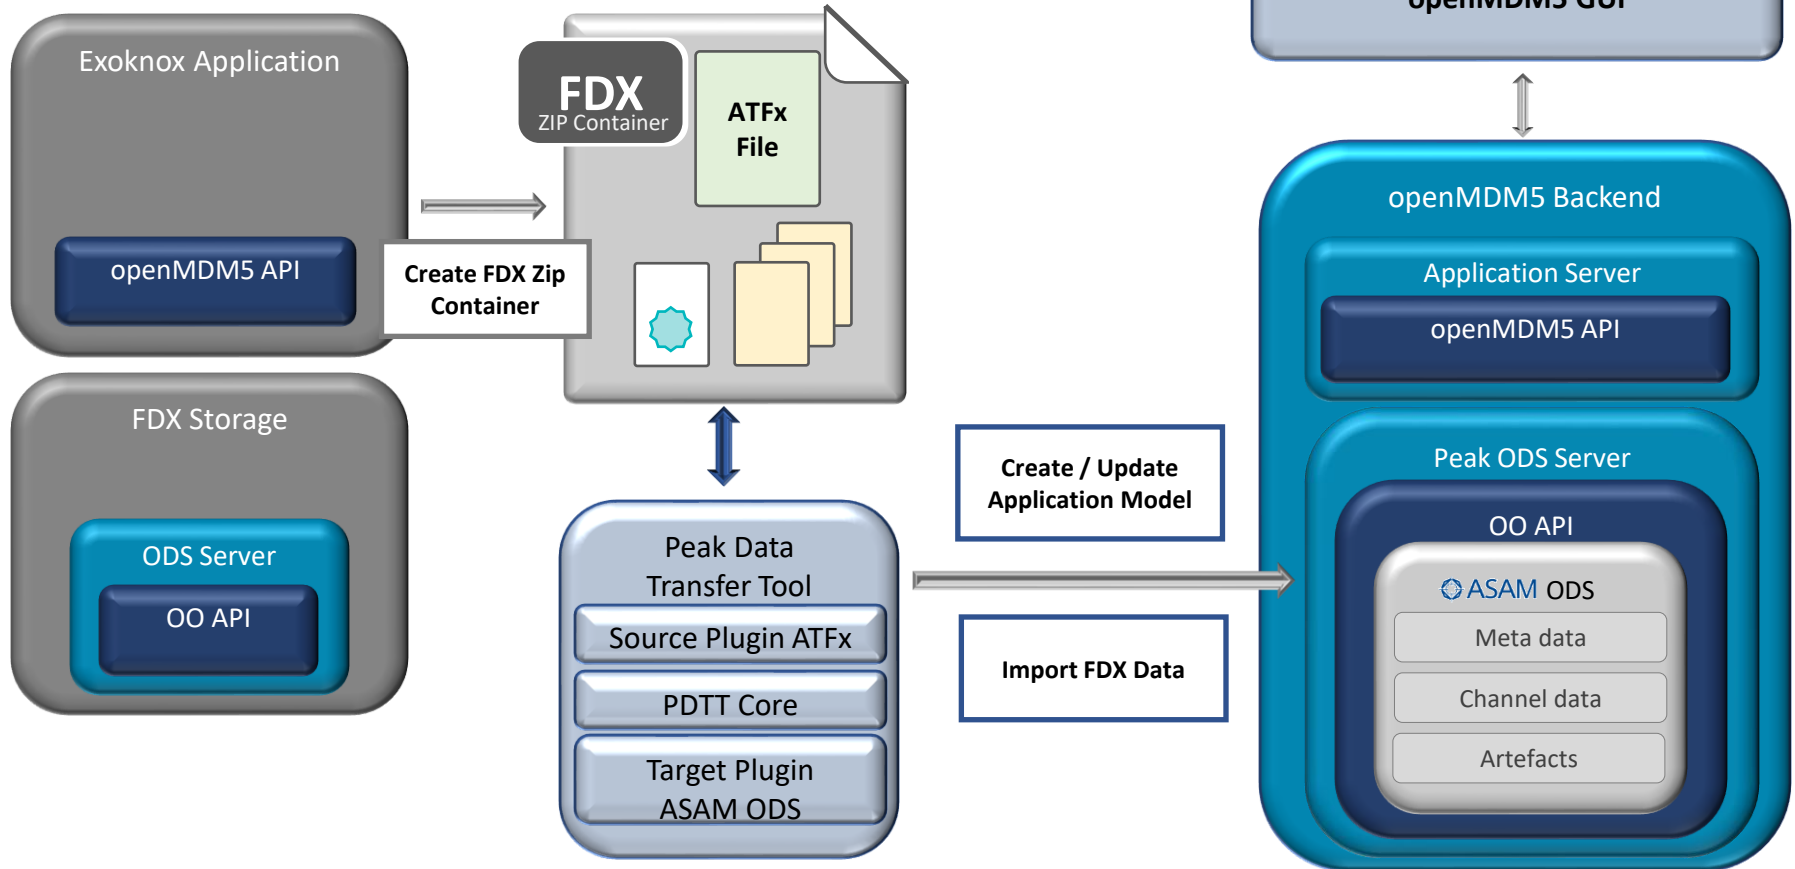 openMDM5 GUI
Exoknox Application
openMDM5 API
FDX Storage
ODS Server
OO API
Create FDX Zip
Container
FDX
ZIP Container
ATFx
File
Peak Data
Transfer Tool
Source Plugin ATFx
PDTT Core
Target Plugin
ASAM ODS
Create / Update
Application Model
Import FDX Data
openMDM5 Backend
Application Server
openMDM5 API
Peak ODS Server
OO API
ASAM ODS
Meta data
Channel data
Artefacts